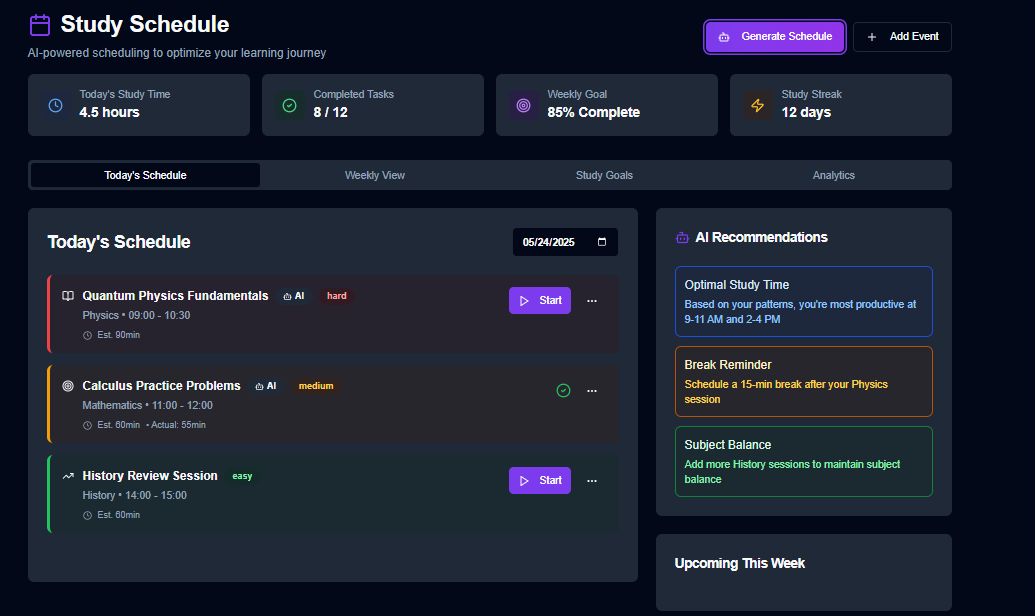 Study Schedule
AI-powered scheduling to optimize your learning journey
Generate Schedule
Add Event
Today's Study Time
4.5 hours
Completed Tasks
8 / 12
Weekly Goal
85% Complete
Study Streak
12 days
Today's Schedule
Weekly View
Study Goals
Analytics
Today's Schedule
05/24/2025
Quantum Physics Fundamentals AI hard
Physics • 09:00 - 10:30
Est. 90min
Start
Calculus Practice Problems AI medium
Mathematics • 11:00 - 12:00
Est. 60min • Actual: 55min
History Review Session easy
History • 14:00 - 15:00
Est. 60min
Start
AI Recommendations
Optimal Study Time
Based on your patterns, you're most productive at
9-11 AM and 2-4 PM
Break Reminder
Schedule a 15-min break after your Physics
session
Subject Balance
Add more History sessions to maintain subject
balance
Upcoming This Week